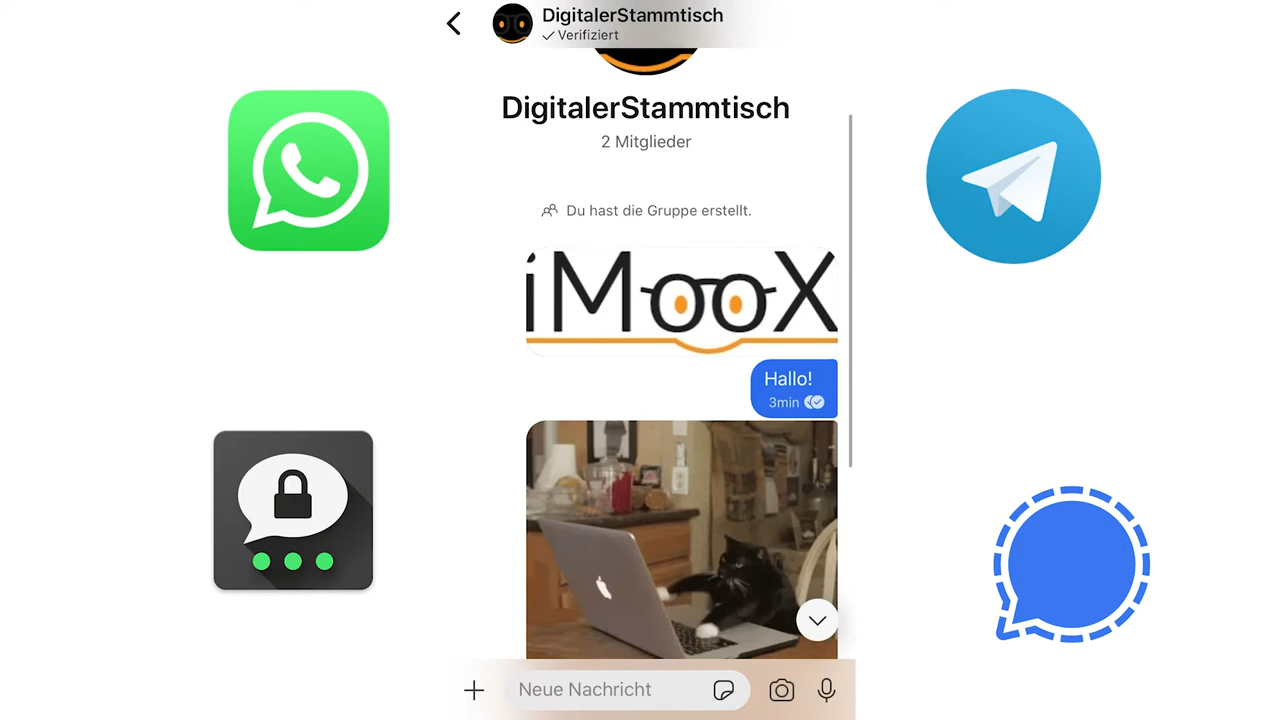 DigitalerStammtisch
Verifiziert
DigitalerStammtisch
2 Mitglieder
Du hast die Gruppe erstellt.
iMooX
Hallo!
3min
Neue Nachricht